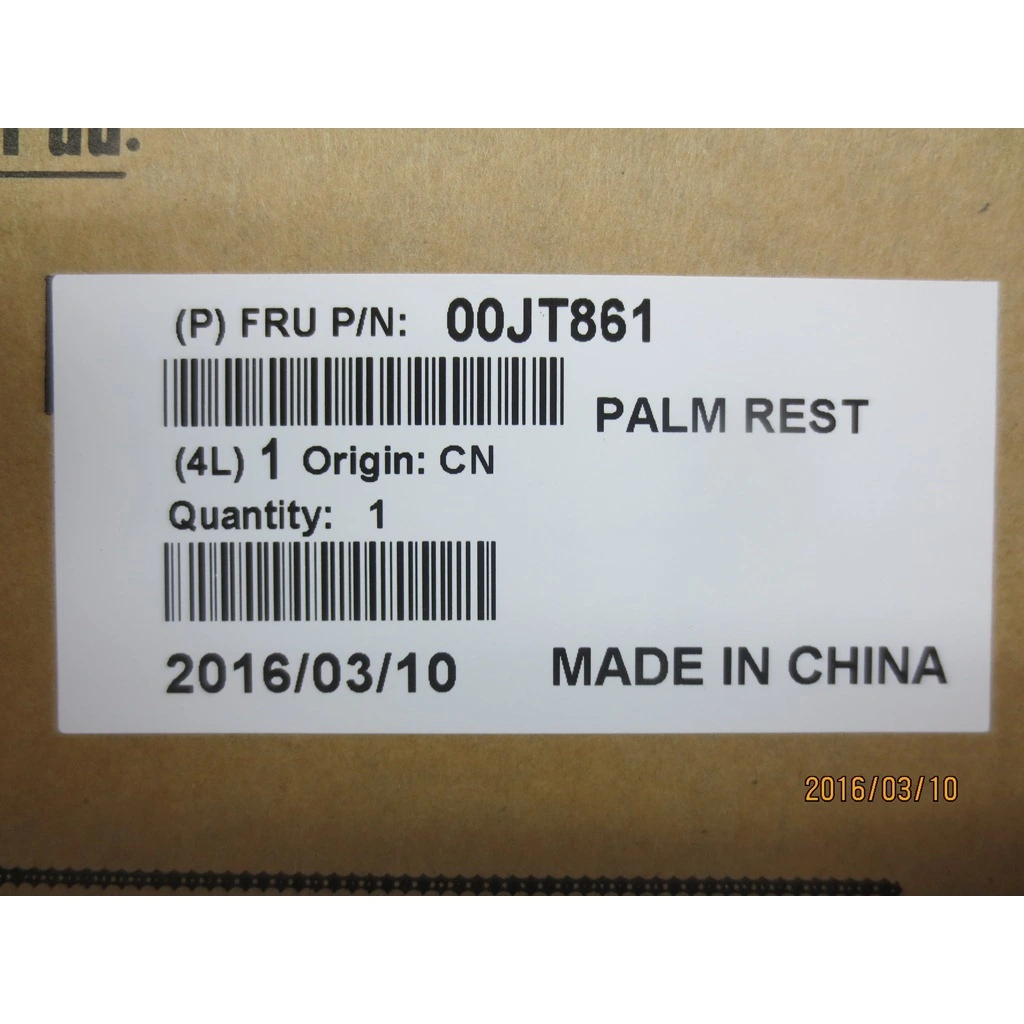 (P) FRU P/N: 00JT861
PALM REST
(4L) 1 Origin: CN
Quantity: 1
2016/03/10
MADE IN CHINA
2016/03/10